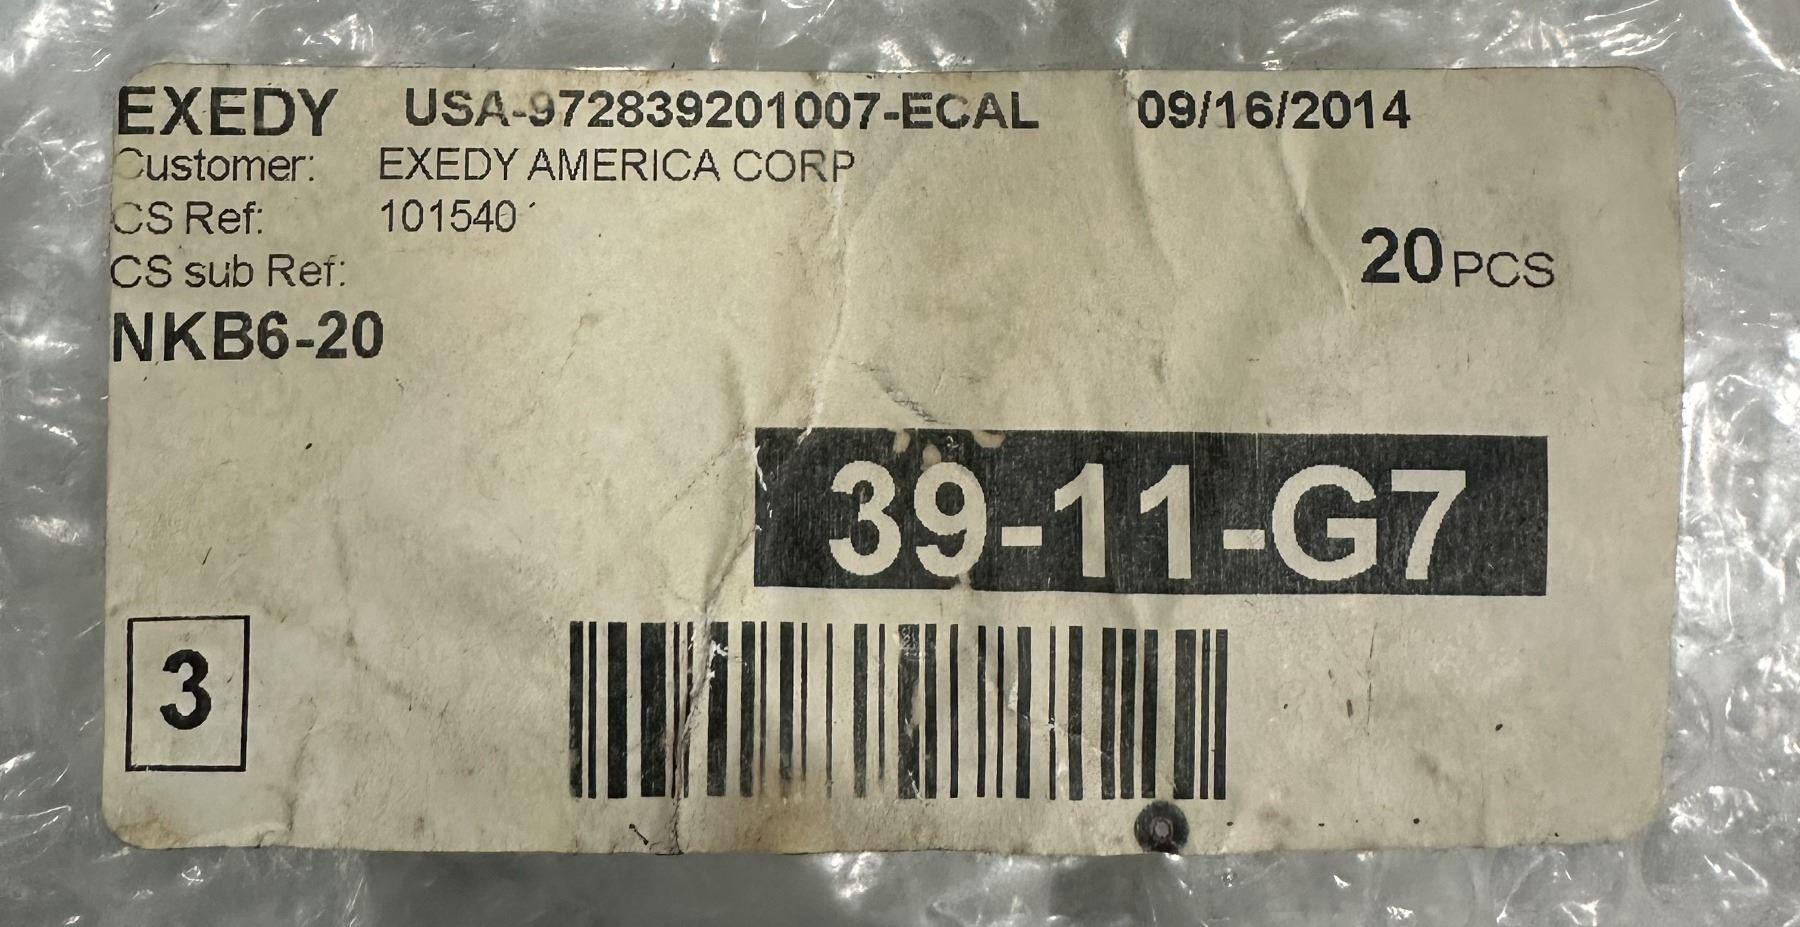 EXEDY USA-972839201007-ECAL 09/16/2014
Customer: EXEDY AMERICA CORP
CS Ref: 101540
20 PCS
CS sub Ref:
NKB6-20
39-11-G7
3